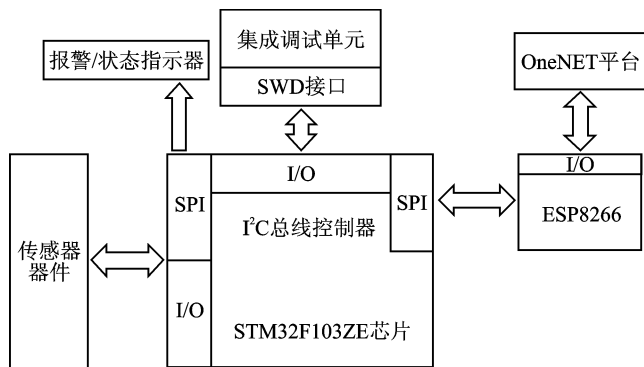 集成调试单元
SWD接口
报警/状态指示器
OneNET平台
I/O
SPI
SPI
I/O
ESP8266
I²C总线控制器
传感器
器件
I/O
STM32F103ZE芯片